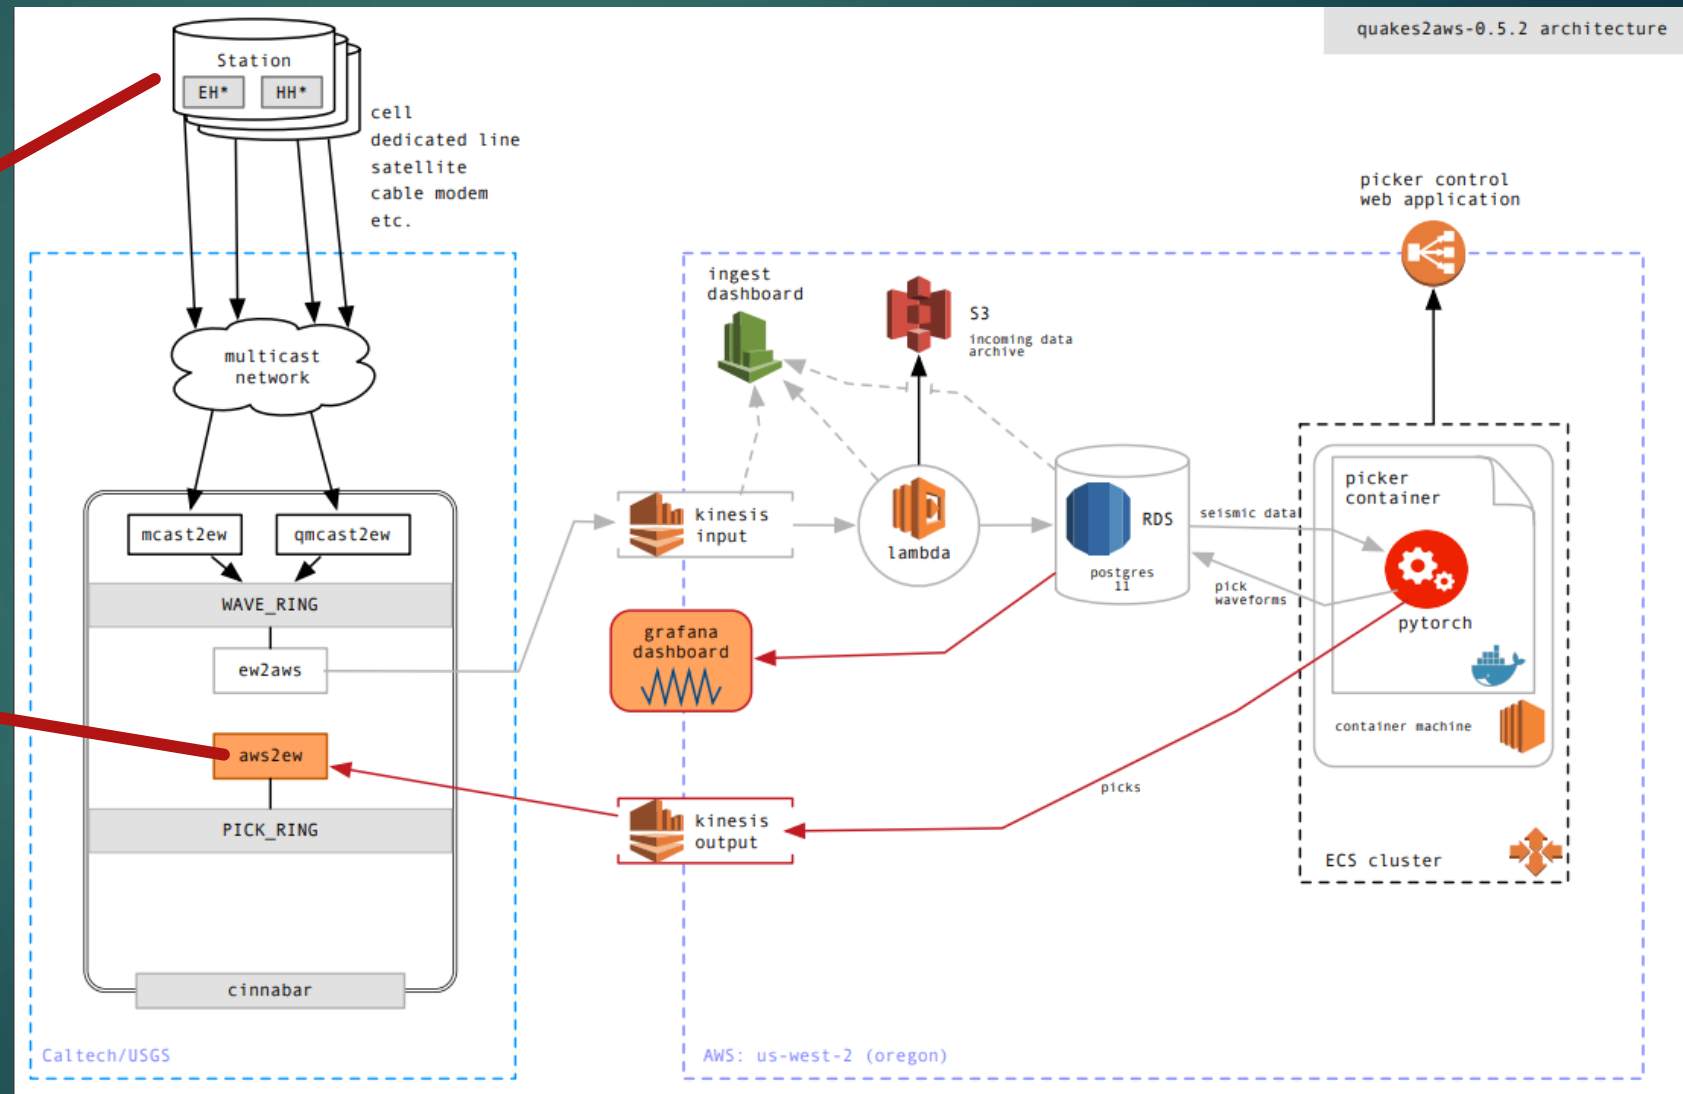 quakes2aws-0.5.2 architecture
Station
EH*
HH*
cell
dedicated line
satellite
cable modem
etc.
picker control
web application
ingest
dashboard
S3
incoming data
archive
multicast
network
picker
container
mcast2ew
qmcast2ew
kinesis
input
lambda
RDS
postgres
11
seismic data
pick
waveforms
pytorch
WAVE_RING
ew2aws
grafana
dashboard
container machine
aws2ew
picks
PICK_RING
kinesis
output
ECS cluster
cinnabar
Caltech/USGS
AWS: us-west-2 (oregon)